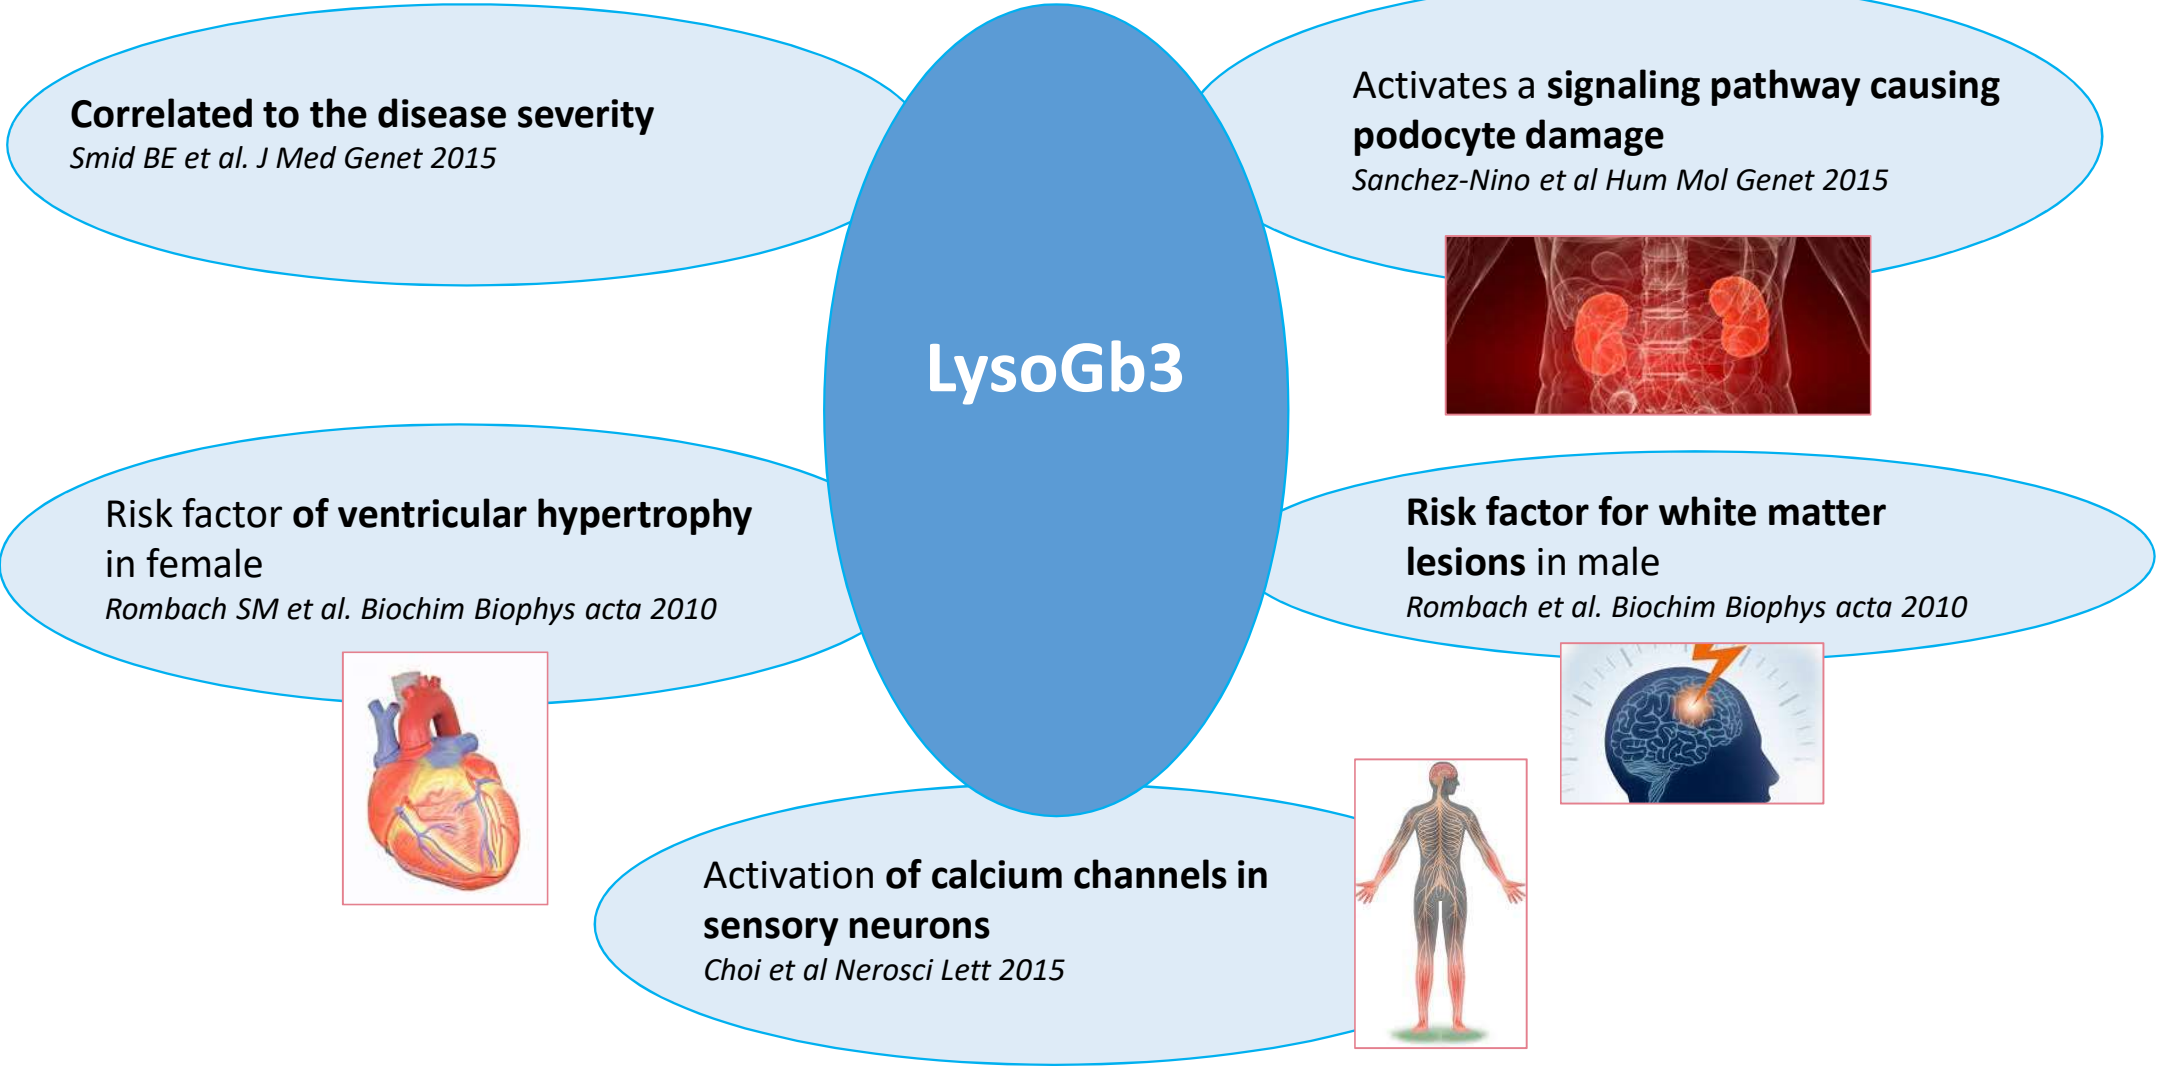 Correlated to the disease severity
Smid BE et al. J Med Genet 2015
Activates a signaling pathway causing
podocyte damage
Sanchez-Nino et al Hum Mol Genet 2015
LysoGb3
Risk factor of ventricular hypertrophy
in female
Rombach SM et al. Biochim Biophys acta 2010
Risk factor for white matter
lesions in male
Rombach et al. Biochim Biophys acta 2010
Activation of calcium channels in
sensory neurons
Choi et al Nerosci Lett 2015